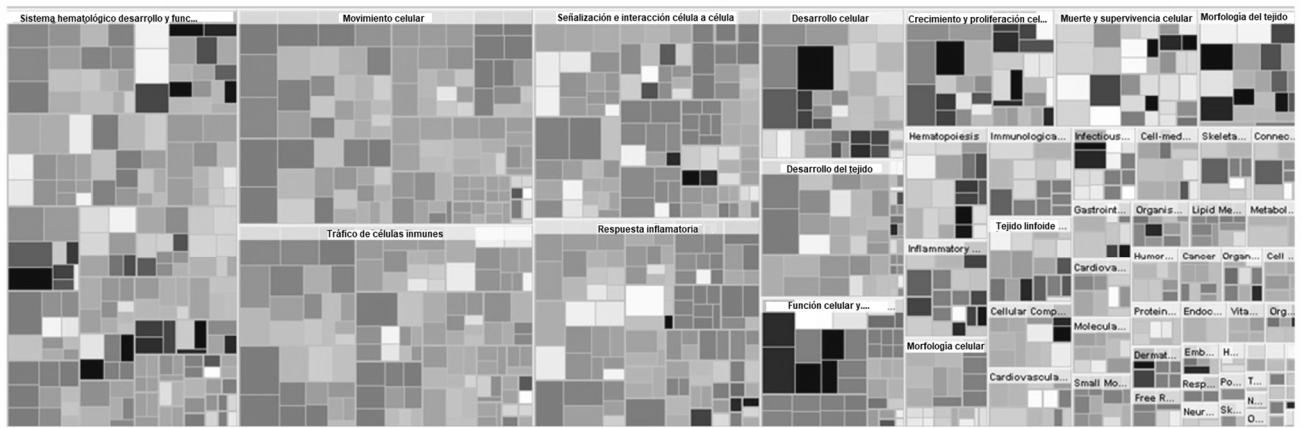 Sistema hematológico desarrollo y func...
Movimiento celular
Señalización e interacción célula a célula
Desarrollo celular
Crecimiento y proliferación cel...
Muerte y supervivencia celular
Morfología del tejido
Hematopoiesis
Immunologica...
Infectious...
Cell-med...
Skeleta...
Connec...
Desarrollo del tejido
Gastroint...
Organis...
Lipid Me...
Metabol...
Tráfico de células inmunes
Respuesta inflamatoria
Tejido linfoide ...
Inflammatory ...
Humor...
Cancer
Organ...
Cell ...
Cardiova...
Función celular y....
...
Cellular Comp...
Protein...
Endoc...
Vita...
Org...
Molecula...
Morfología celular
Dermat...
Emb...
H...
Cardiovascula...
Small Mo...
Resp...
Po...
T...
Free R...
N...
Neur...
Sk...
O...